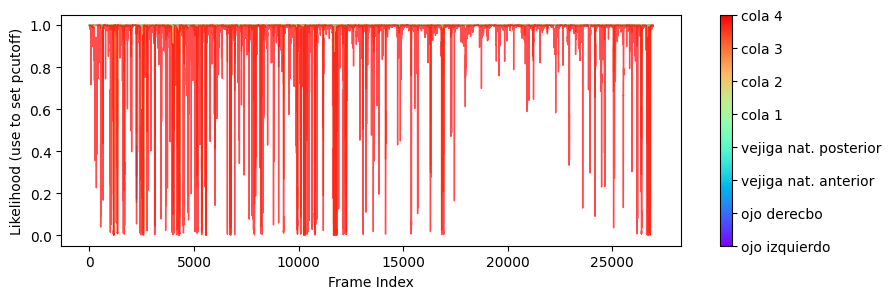 Likelihood (use to set pcutoff)
1.0
0.8
0.6
0.4
0.2
0.0
0
5000
10000
15000
20000
25000
Frame Index
cola 4
cola 3
cola 2
cola 1
vejiga nat. posterior
vejiga nat. anterior
ojo derecbo
ojo izquierdo